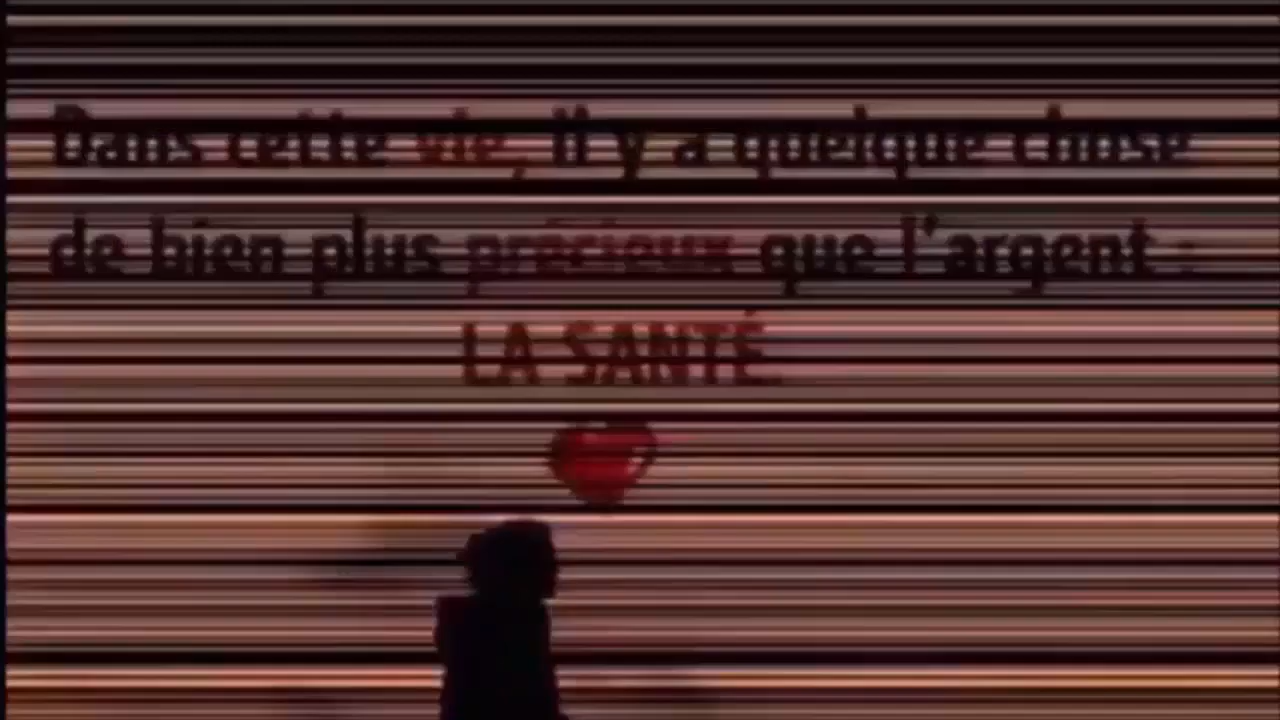 Dans cette vie, il y a quelque chose
de bien plus précieux que l'argent :
LA SANTÉ.